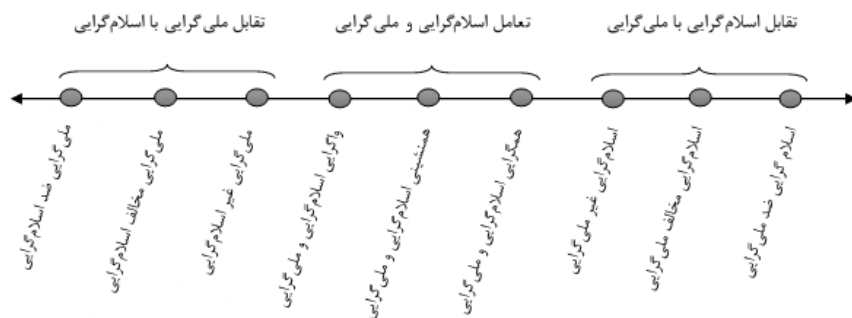 تقابل اسلام‌گرایی با ملی‌گرایی
تعامل اسلام‌گرایی و ملی‌گرایی
تقابل ملی‌گرایی با اسلام‌گرایی
اسلام گرایی ضد ملی‌گرایی
اسلام‌گرایی مخالف ملی‌گرایی
اسلام‌گرایی غیر ملی‌گرایی
همگرایی اسلام‌گرایی و ملی‌گرایی
همنشینی اسلام‌گرایی و ملی‌گرایی
واگرایی اسلام‌گرایی و ملی‌گرایی
ملی‌گرایی غیر اسلام‌گرایی
ملی‌گرایی مخالف اسلام‌گرایی
ملی‌گرایی ضد اسلام‌گرایی